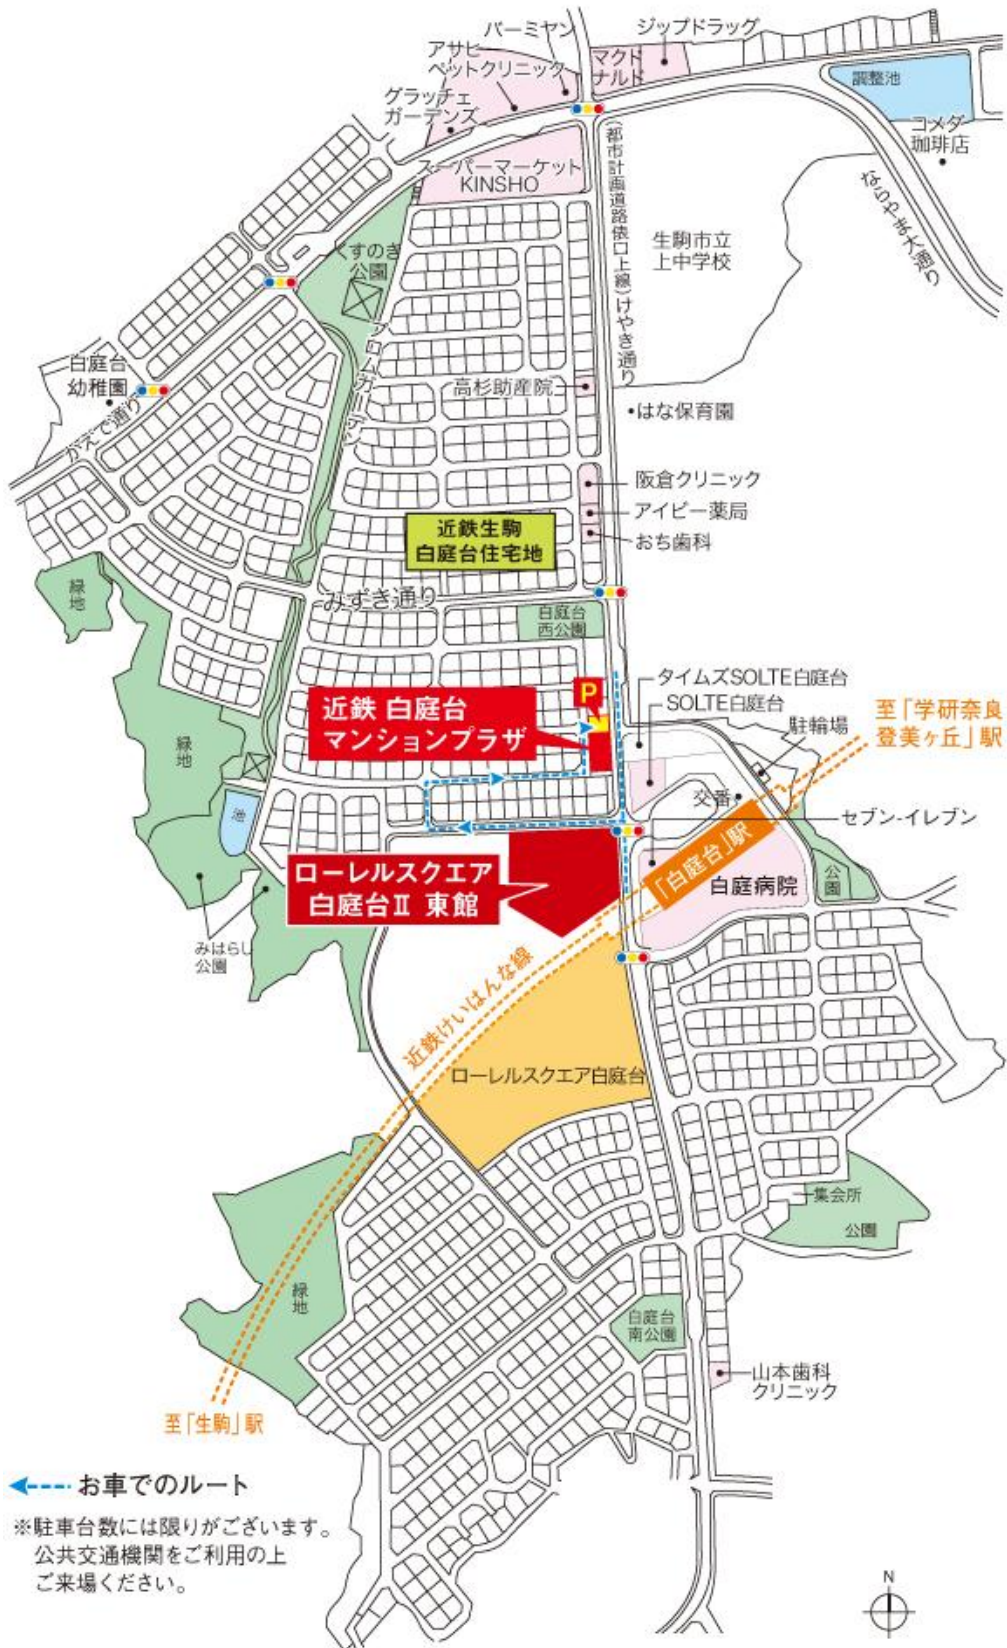 バーミヤン
ジップドラッグ
アサヒ
ペットクリニック
マクド
ナルド
グラッチェ
ガーデンズ
調整池
コメダ
珈琲店
スーパーマーケット
KINSHO
(都市計画道路俵口上線)けやき通り
ならやま大通り
生駒市立
上中学校
くすのき
公園
プロムガーデン
白庭台
幼稚園
かえで通り
高杉助産院
はな保育園
阪倉クリニック
アイビー薬局
おち歯科
近鉄生駒
白庭台住宅地
緑地
みずき通り
白庭台
西公園
タイムズSOLTE白庭台
SOLTE白庭台
P
近鉄 白庭台
マンションプラザ
至「学研奈良
登美ヶ丘」駅
駐輪場
緑地
池
交番
セブン-イレブン
「白庭台」駅
ローレルスクエア
白庭台Ⅱ 東館
白庭病院
公園
みはらし
公園
近鉄けいはんな線
ローレルスクエア白庭台
集会所
公園
緑地
白庭台
南公園
山本歯科
クリニック
至「生駒」駅
お車でのルート
※駐車台数には限りがございます。
公共交通機関をご利用の上
ご来場ください。
N